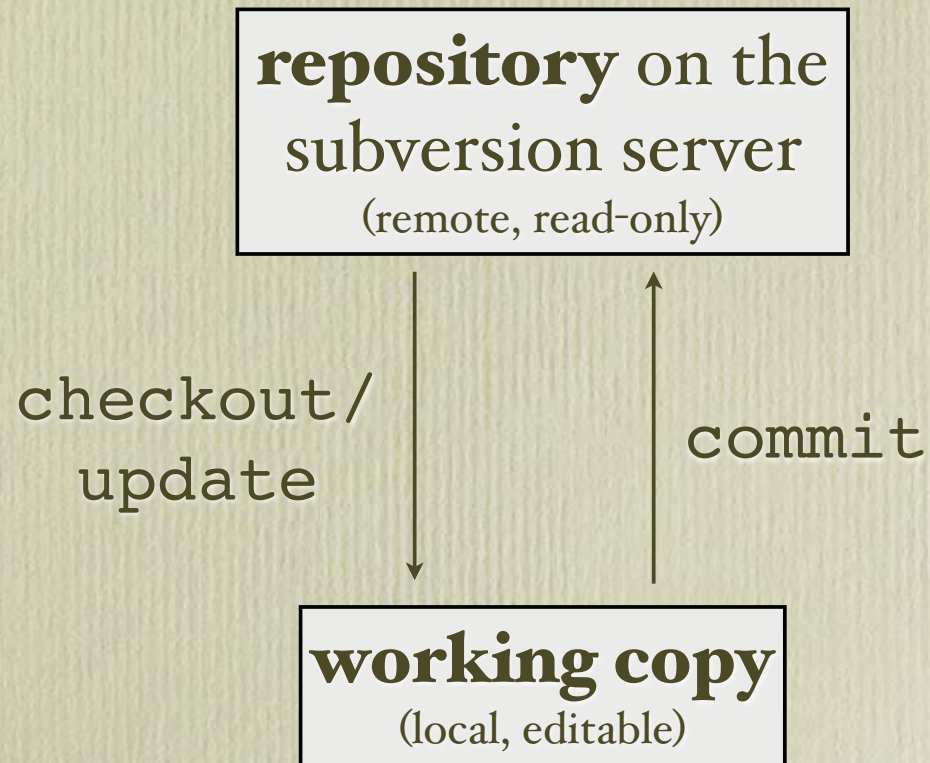 repository on the
subversion server
(remote, read-only)
checkout/
update
commit
working copy
(local, editable)